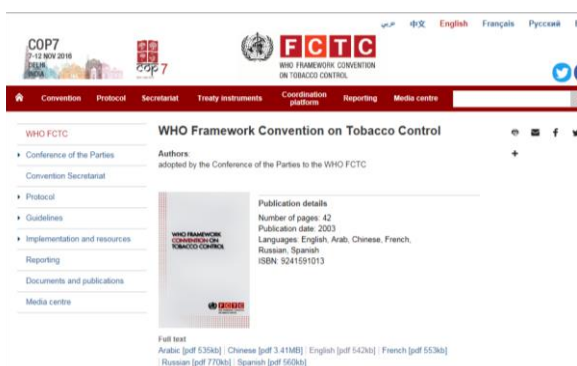 عربي 中文 English Français Русский
COP7
7-12 NOV 2016
DELHI
INDIA
cop 7
FCTC
WHO FRAMEWORK CONVENTION
ON TOBACCO CONTROL
Convention Protocol Secretariat Treaty instruments Coordination platform Reporting Media centre
WHO FCTC
Conference of the Parties
Convention Secretariat
Protocol
Guidelines
Implementation and resources
Reporting
Documents and publications
Media centre
WHO Framework Convention on Tobacco Control
Authors:
adopted by the Conference of the Parties to the WHO FCTC
WHO FRAMEWORK
CONVENTION ON
TOBACCO CONTROL
FCTC
Publication details
Number of pages: 42
Publication date: 2003
Languages: English, Arab, Chinese, French,
Russian, Spanish
ISBN: 9241591013
Full text
Arabic [pdf 535kb] | Chinese [pdf 3.41MB] | English [pdf 542kb] | French [pdf 553kb]
| Russian [pdf 770kb] | Spanish [pdf 560kb]